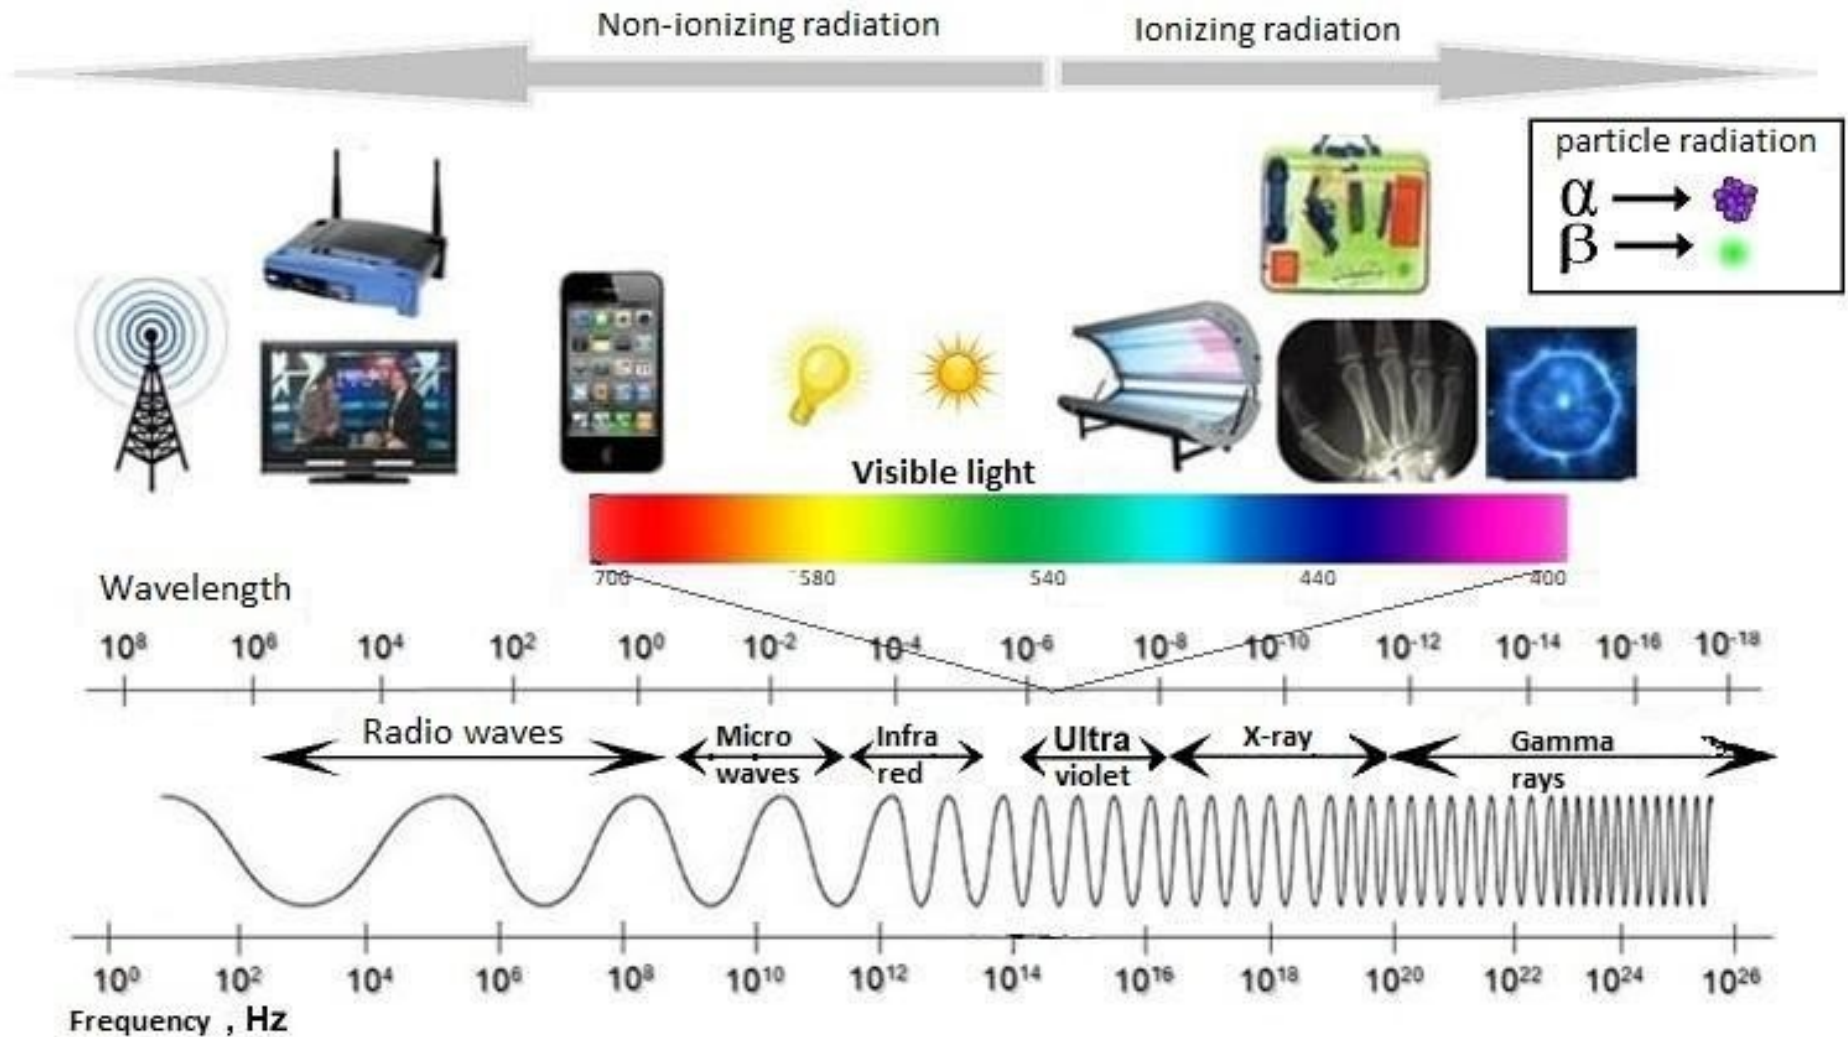 Non-ionizing radiation
Ionizing radiation
particle radiation
α
β
Visible light
700 580 540 440 400
Wavelength
10⁸ 10⁶ 10⁴ 10² 10⁰ 10⁻² 10⁻⁴ 10⁻⁶ 10⁻⁸ 10⁻¹⁰ 10⁻¹² 10⁻¹⁴ 10⁻¹⁶ 10⁻¹⁸
Radio waves
Micro
waves
Infra
red
Ultra
violet
X-ray
Gamma
rays
10⁰ 10² 10⁴ 10⁶ 10⁸ 10¹⁰ 10¹² 10¹⁴ 10¹⁶ 10¹⁸ 10²⁰ 10²² 10²⁴ 10²⁶
Frequency , Hz